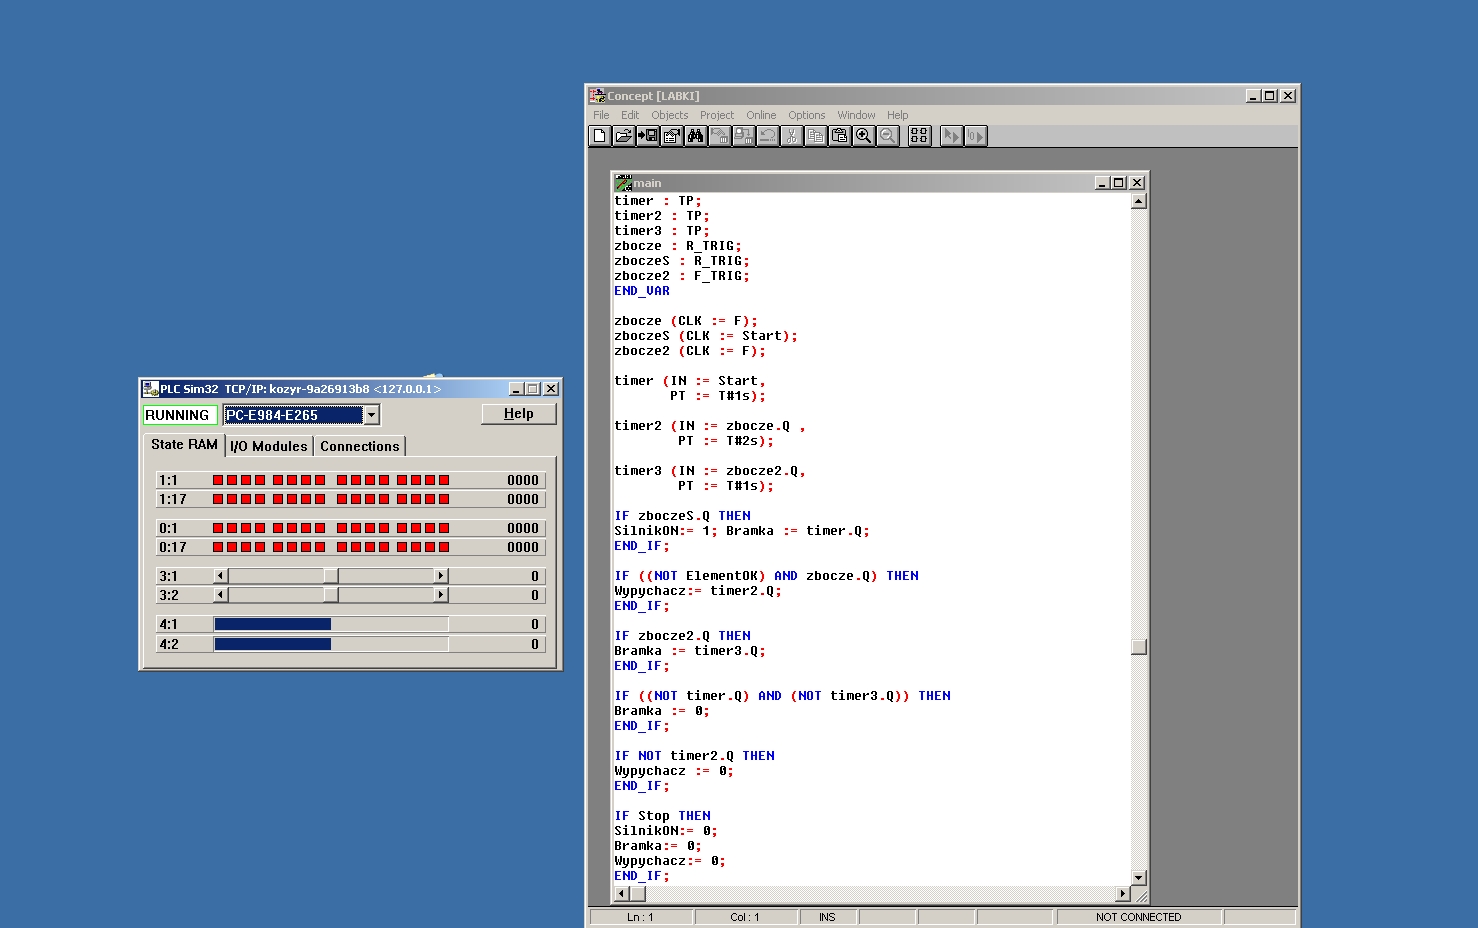 Concept [LABKI]
File Edit Objects Project Online Options Window Help
main
timer : TP;
timer2 : TP;
timer3 : TP;
zbocze : R_TRIG;
zboczeS : R_TRIG;
zbocze2 : F_TRIG;
END_VAR
zbocze (CLK := F);
zboczeS (CLK := Start);
zbocze2 (CLK := F);
timer (IN := Start,
PT := T#1s);
timer2 (IN := zbocze.Q ,
PT := T#2s);
timer3 (IN := zbocze2.Q,
PT := T#1s);
IF zboczeS.Q THEN
SilnikON:= 1; Bramka := timer.Q;
END_IF;
IF ((NOT ElementOK) AND zbocze.Q) THEN
Wypychacz:= timer2.Q;
END_IF;
IF zbocze2.Q THEN
Bramka := timer3.Q;
END_IF;
IF ((NOT timer.Q) AND (NOT timer3.Q)) THEN
Bramka := 0;
END_IF;
IF NOT timer2.Q THEN
Wypychacz := 0;
END_IF;
IF Stop THEN
SilnikON:= 0;
Bramka:= 0;
Wypychacz:= 0;
END_IF;
Ln : 1 Col : 1 INS NOT CONNECTED
PLC Sim32 TCP/IP: kozyr-9a26913b8 <127.0.0.1>
RUNNING PC-E984-E265 Help
State RAM I/O Modules Connections
1:1 0000
1:17 0000
0:1 0000
0:17 0000
3:1 0
3:2 0
4:1 0
4:2 0